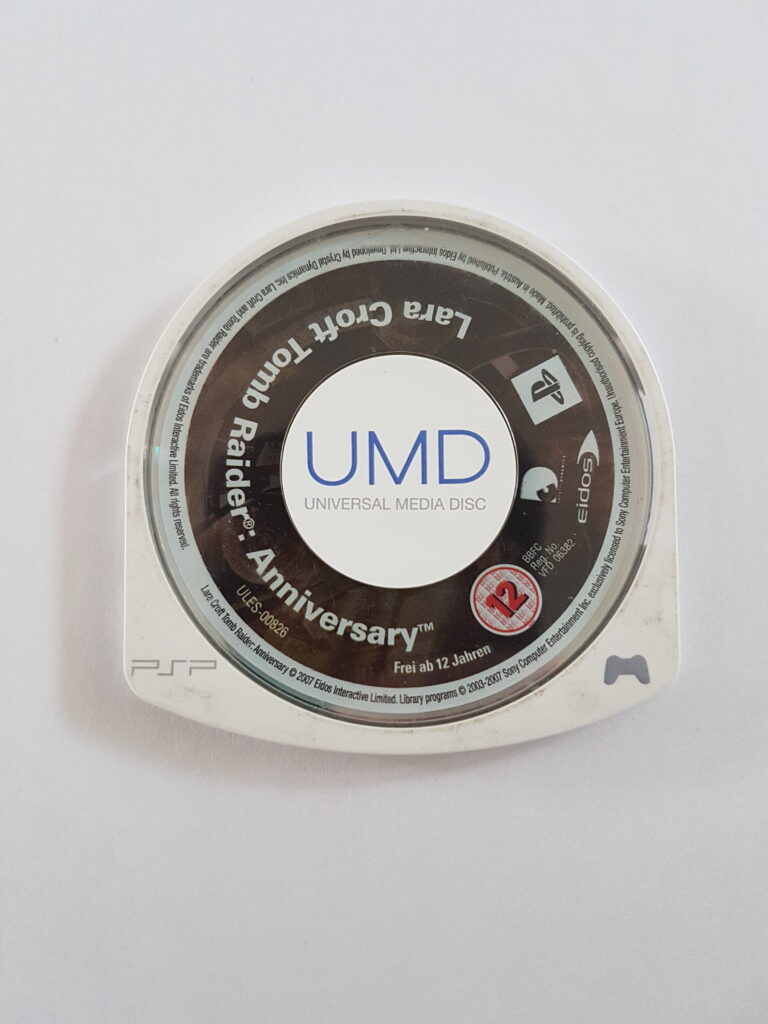 Lara Croft Tomb Raider®: Anniversary™
UMD
UNIVERSAL MEDIA DISC
eidos
BBFC
Reg. No.
VFD 06382
12
Frei ab 12 Jahren
ULES-00826
PSP
Lara Croft Tomb Raider: Anniversary © 2007 Eidos Interactive Limited. Library programs © 2003-2007 Sony Computer Entertainment Inc. exclusively licensed to Sony Computer Entertainment Europe. Unauthorised copying is prohibited. Made in Austria. Published by Eidos Interactive Ltd. Developed by Crystal Dynamics Inc. Lara Croft and Tomb Raider are trademarks of Eidos Interactive Limited. All rights reserved.